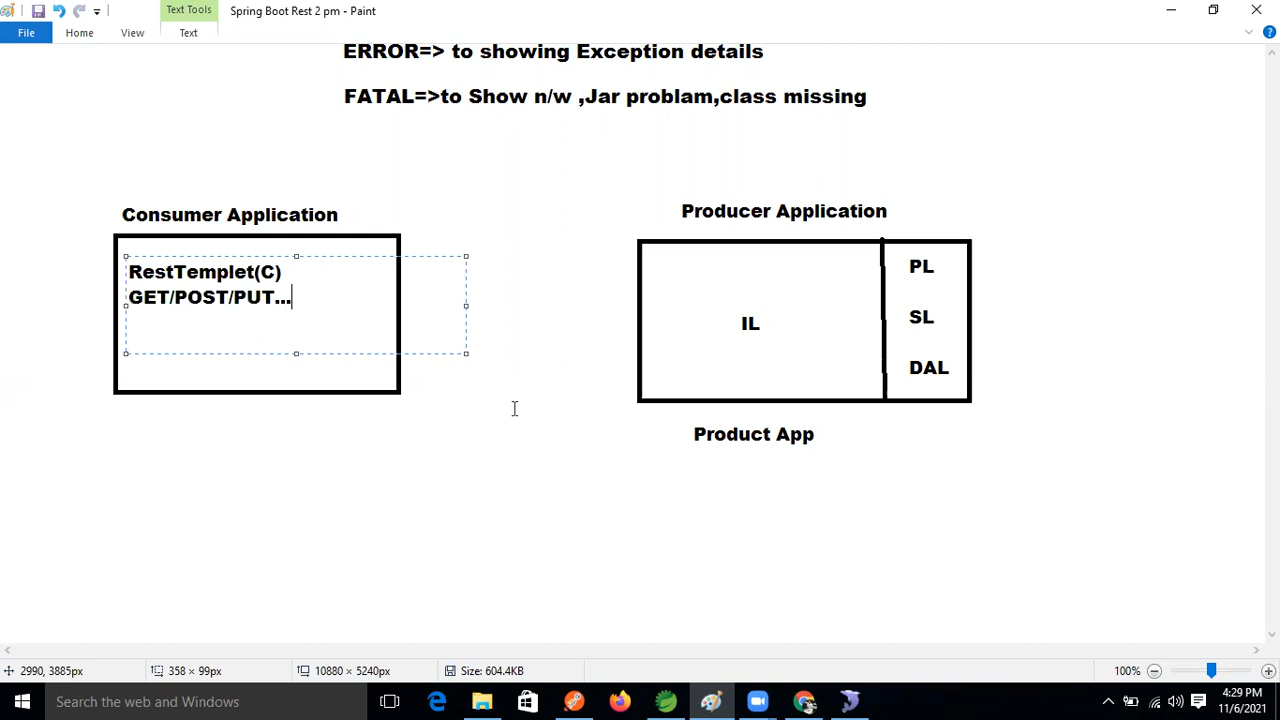 Text Tools
Spring Boot Rest 2 pm - Paint
File
Home
View
Text
ERROR=> to showing Exception details
FATAL=>to Show n/w ,Jar problam,class missing
Consumer Application
RestTemplet(C)
GET/POST/PUT...
Producer Application
IL
PL
SL
DAL
Product App
2990, 3885px
358 × 99px
10880 × 5240px
Size: 604.4KB
100%
Search the web and Windows
4:29 PM
11/6/2021